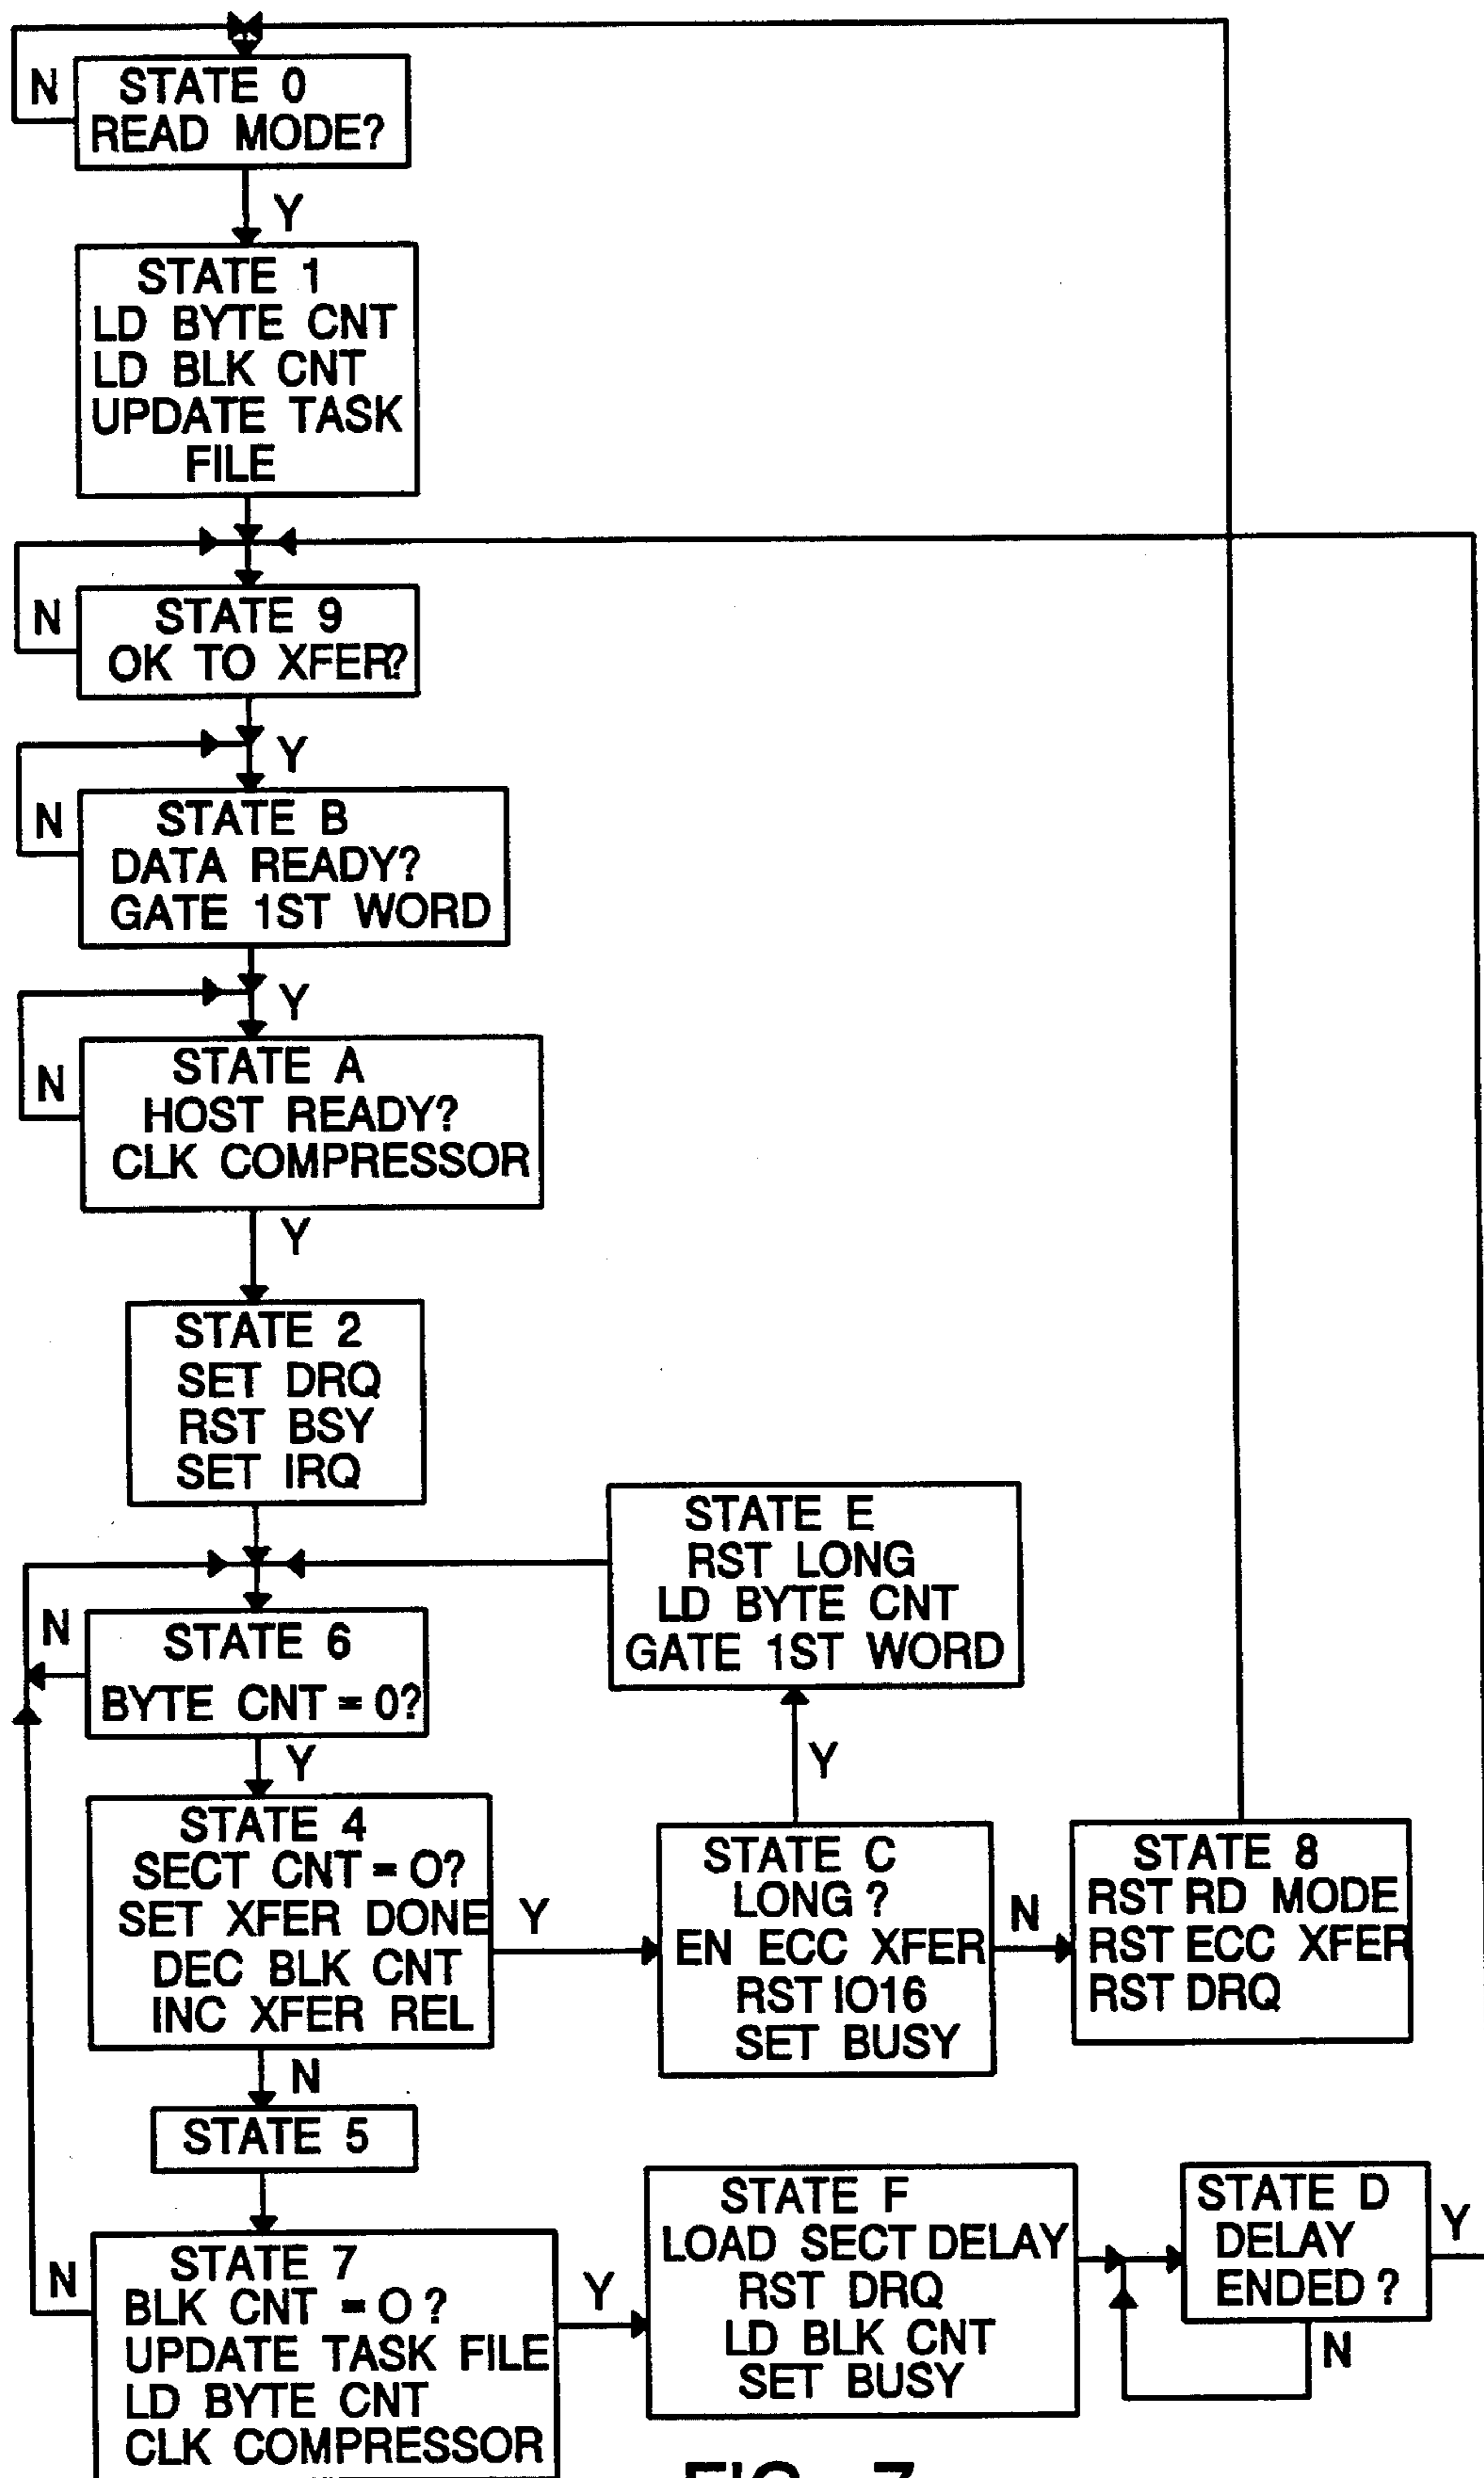 STATE 0
READ MODE?
N
Y
STATE 1
LD BYTE CNT
LD BLK CNT
UPDATE TASK
FILE
N
STATE 9
OK TO XFER?
Y
N
STATE B
DATA READY?
GATE 1ST WORD
Y
N
STATE A
HOST READY?
CLK COMPRESSOR
Y
STATE 2
SET DRQ
RST BSY
SET IRQ
STATE E
RST LONG
LD BYTE CNT
GATE 1ST WORD
N
STATE 6
BYTE CNT = 0?
Y
Y
STATE 4
SECT CNT = O?
SET XFER DONE
DEC BLK CNT
INC XFER REL
Y
STATE C
LONG ?
EN ECC XFER
RST IO16
SET BUSY
N
STATE 8
RST RD MODE
RST ECC XFER
RST DRQ
N
STATE 5
N
STATE 7
BLK CNT = O ?
UPDATE TASK FILE
LD BYTE CNT
CLK COMPRESSOR
Y
STATE F
LOAD SECT DELAY
RST DRQ
LD BLK CNT
SET BUSY
STATE D
DELAY
ENDED ?
Y
N
FIG. 7